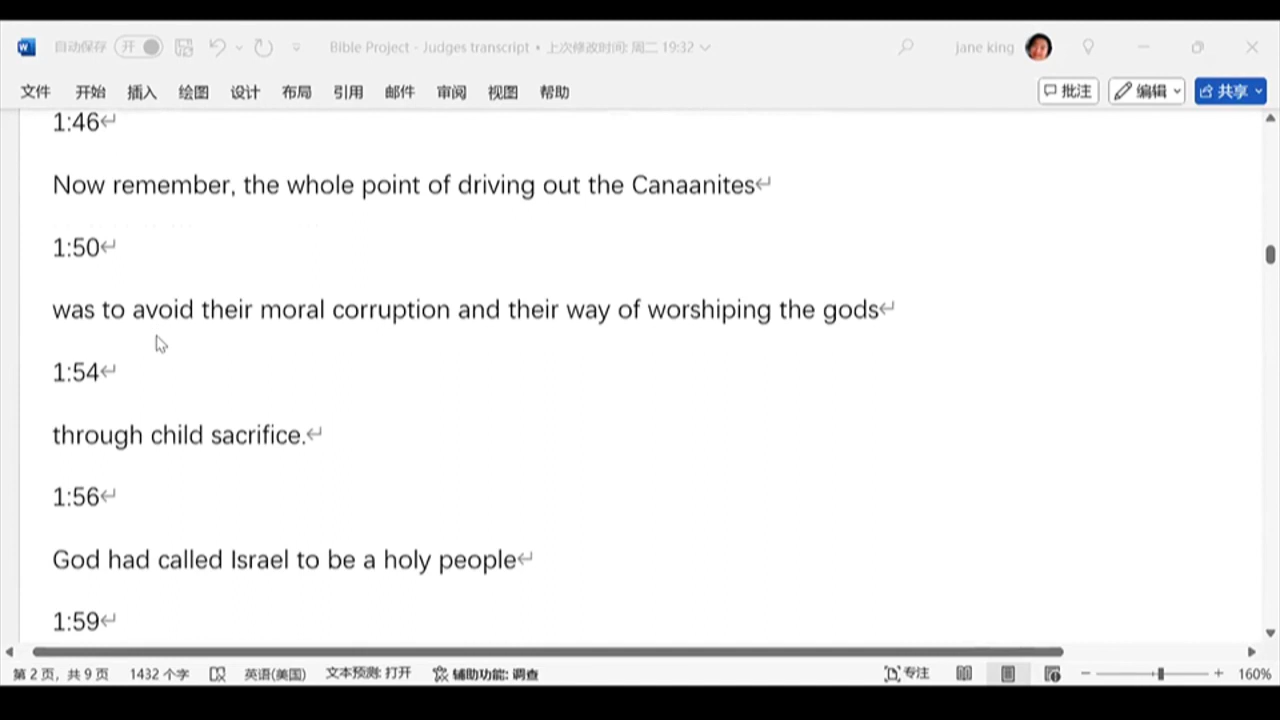 自动保存 开 Bible Project - Judges transcript • 上次修改时间: 周二 19:32 jane king
文件 开始 插入 绘图 设计 布局 引用 邮件 审阅 视图 帮助 批注 编辑 共享
1:46
Now remember, the whole point of driving out the Canaanites
1:50
was to avoid their moral corruption and their way of worshiping the gods
1:54
through child sacrifice.
1:56
God had called Israel to be a holy people
1:59
第 2 页, 共 9 页 1432 个字 英语(美国) 文本预测: 打开 辅助功能: 调查 专注 160%